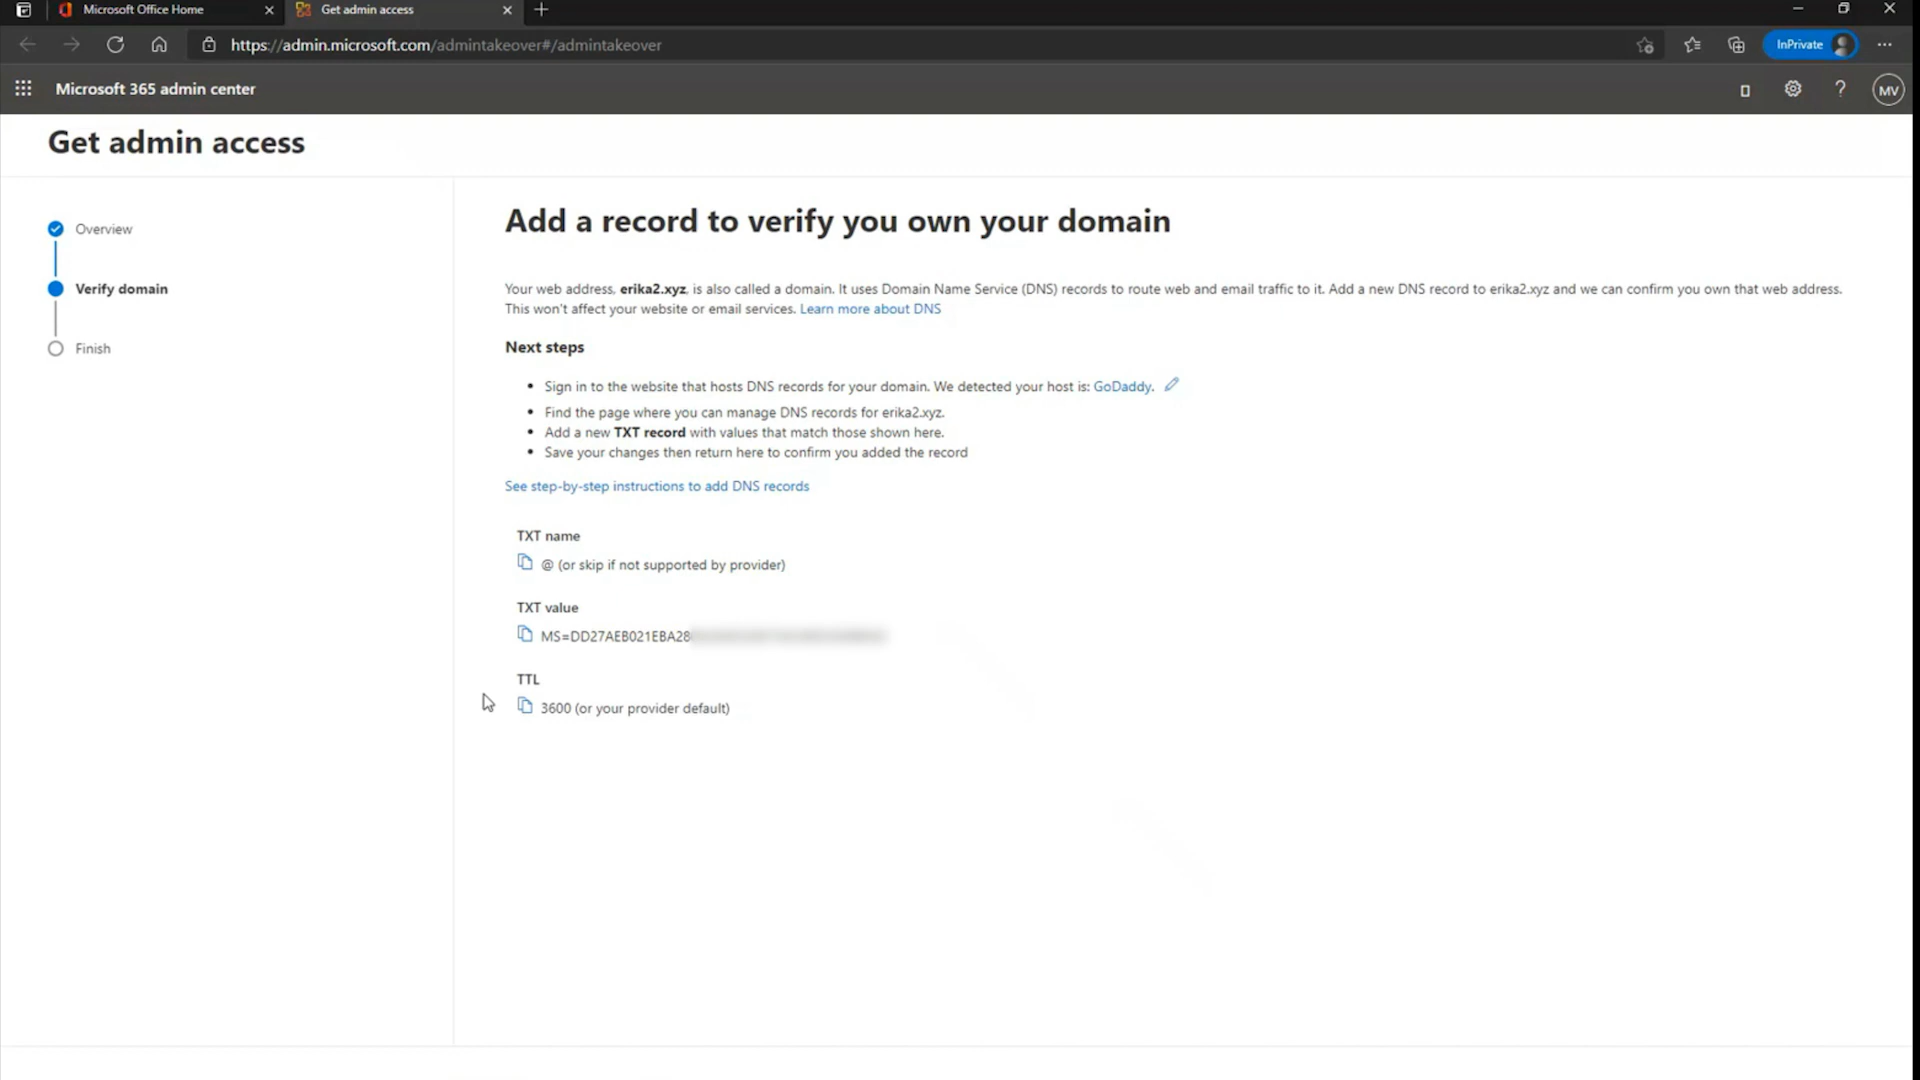 Microsoft Office Home
Get admin access
https://admin.microsoft.com/admintakeover#/admintakeover
InPrivate
Microsoft 365 admin center
?
MV
Get admin access
Overview
Verify domain
Finish
Add a record to verify you own your domain
Your web address, erika2.xyz, is also called a domain. It uses Domain Name Service (DNS) records to route web and email traffic to it. Add a new DNS record to erika2.xyz and we can confirm you own that web address.
This won't affect your website or email services. Learn more about DNS
Next steps
• Sign in to the website that hosts DNS records for your domain. We detected your host is: GoDaddy.
• Find the page where you can manage DNS records for erika2.xyz.
• Add a new TXT record with values that match those shown here.
• Save your changes then return here to confirm you added the record
See step-by-step instructions to add DNS records
TXT name
@ (or skip if not supported by provider)
TXT value
MS=DD27AEB021EBA28
TTL
3600 (or your provider default)